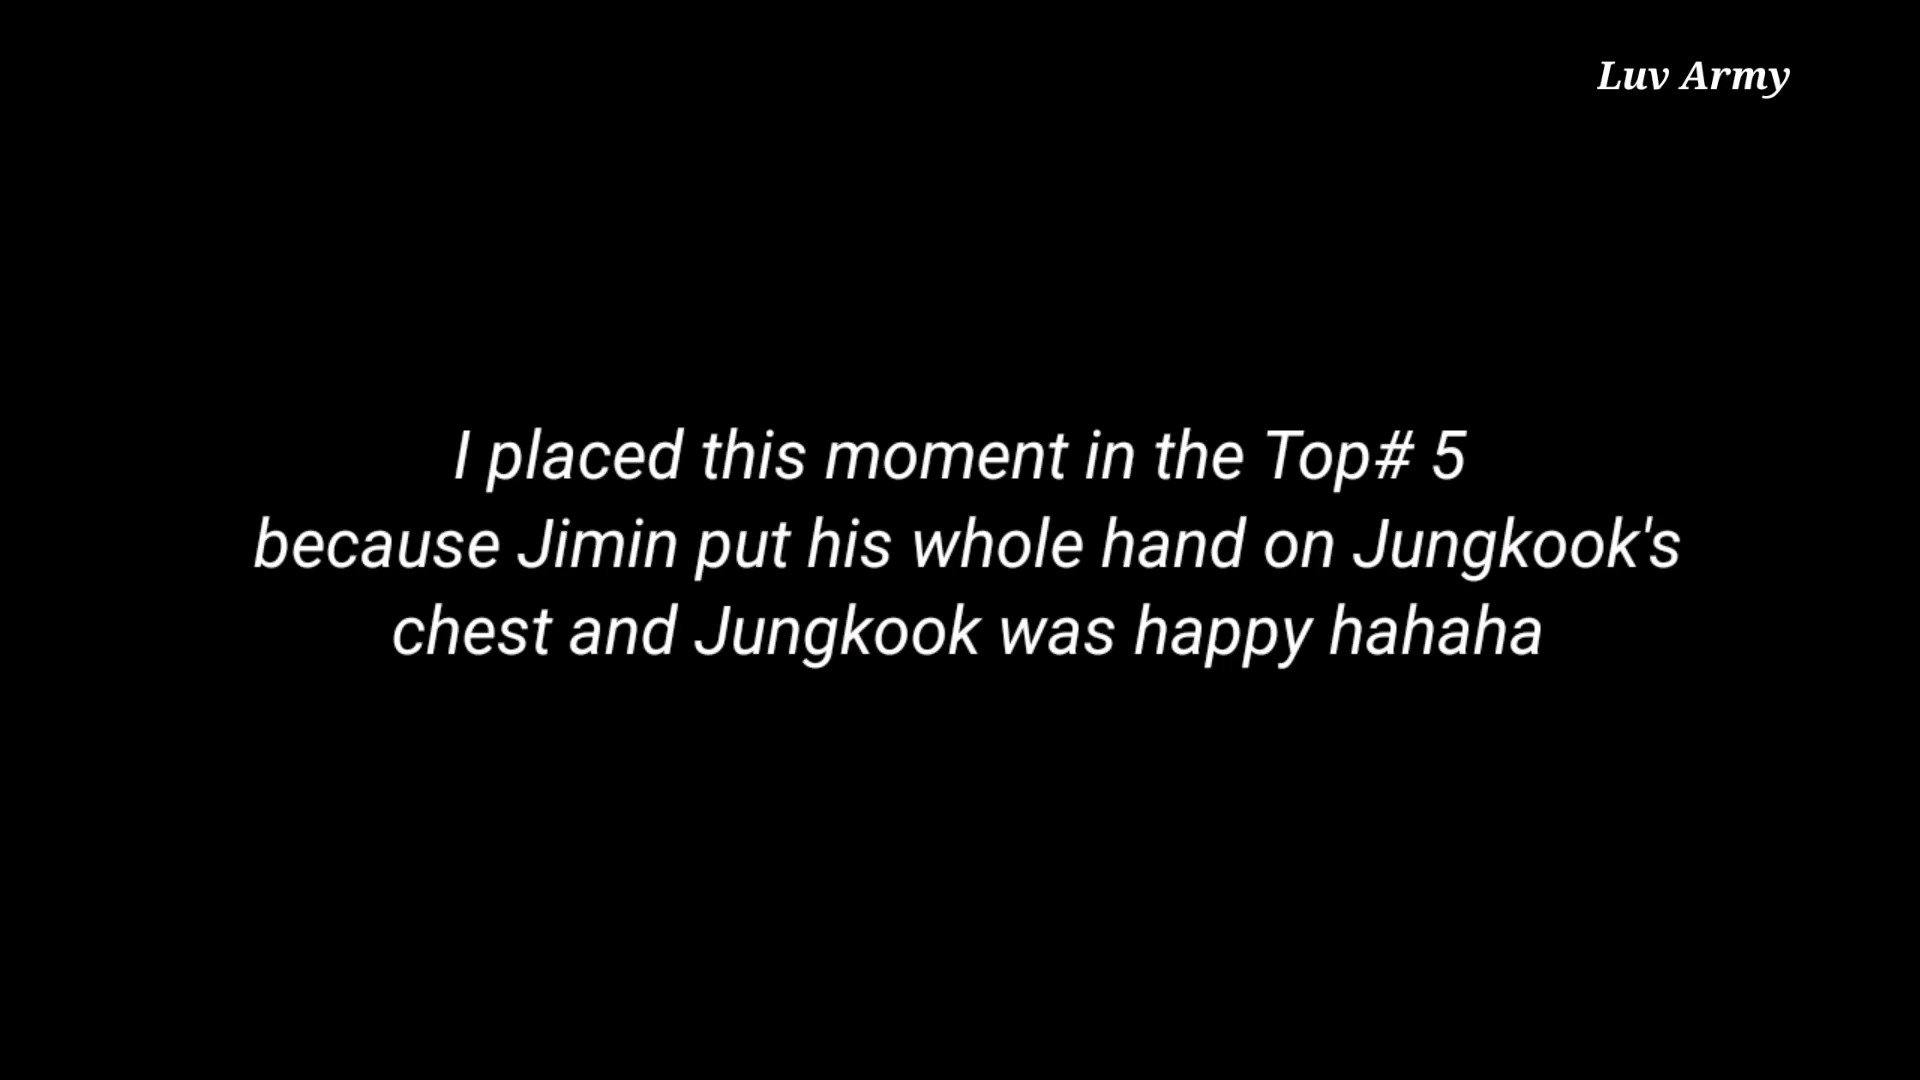 Luv Army
I placed this moment in the Top# 5
because Jimin put his whole hand on Jungkook's
chest and Jungkook was happy hahaha